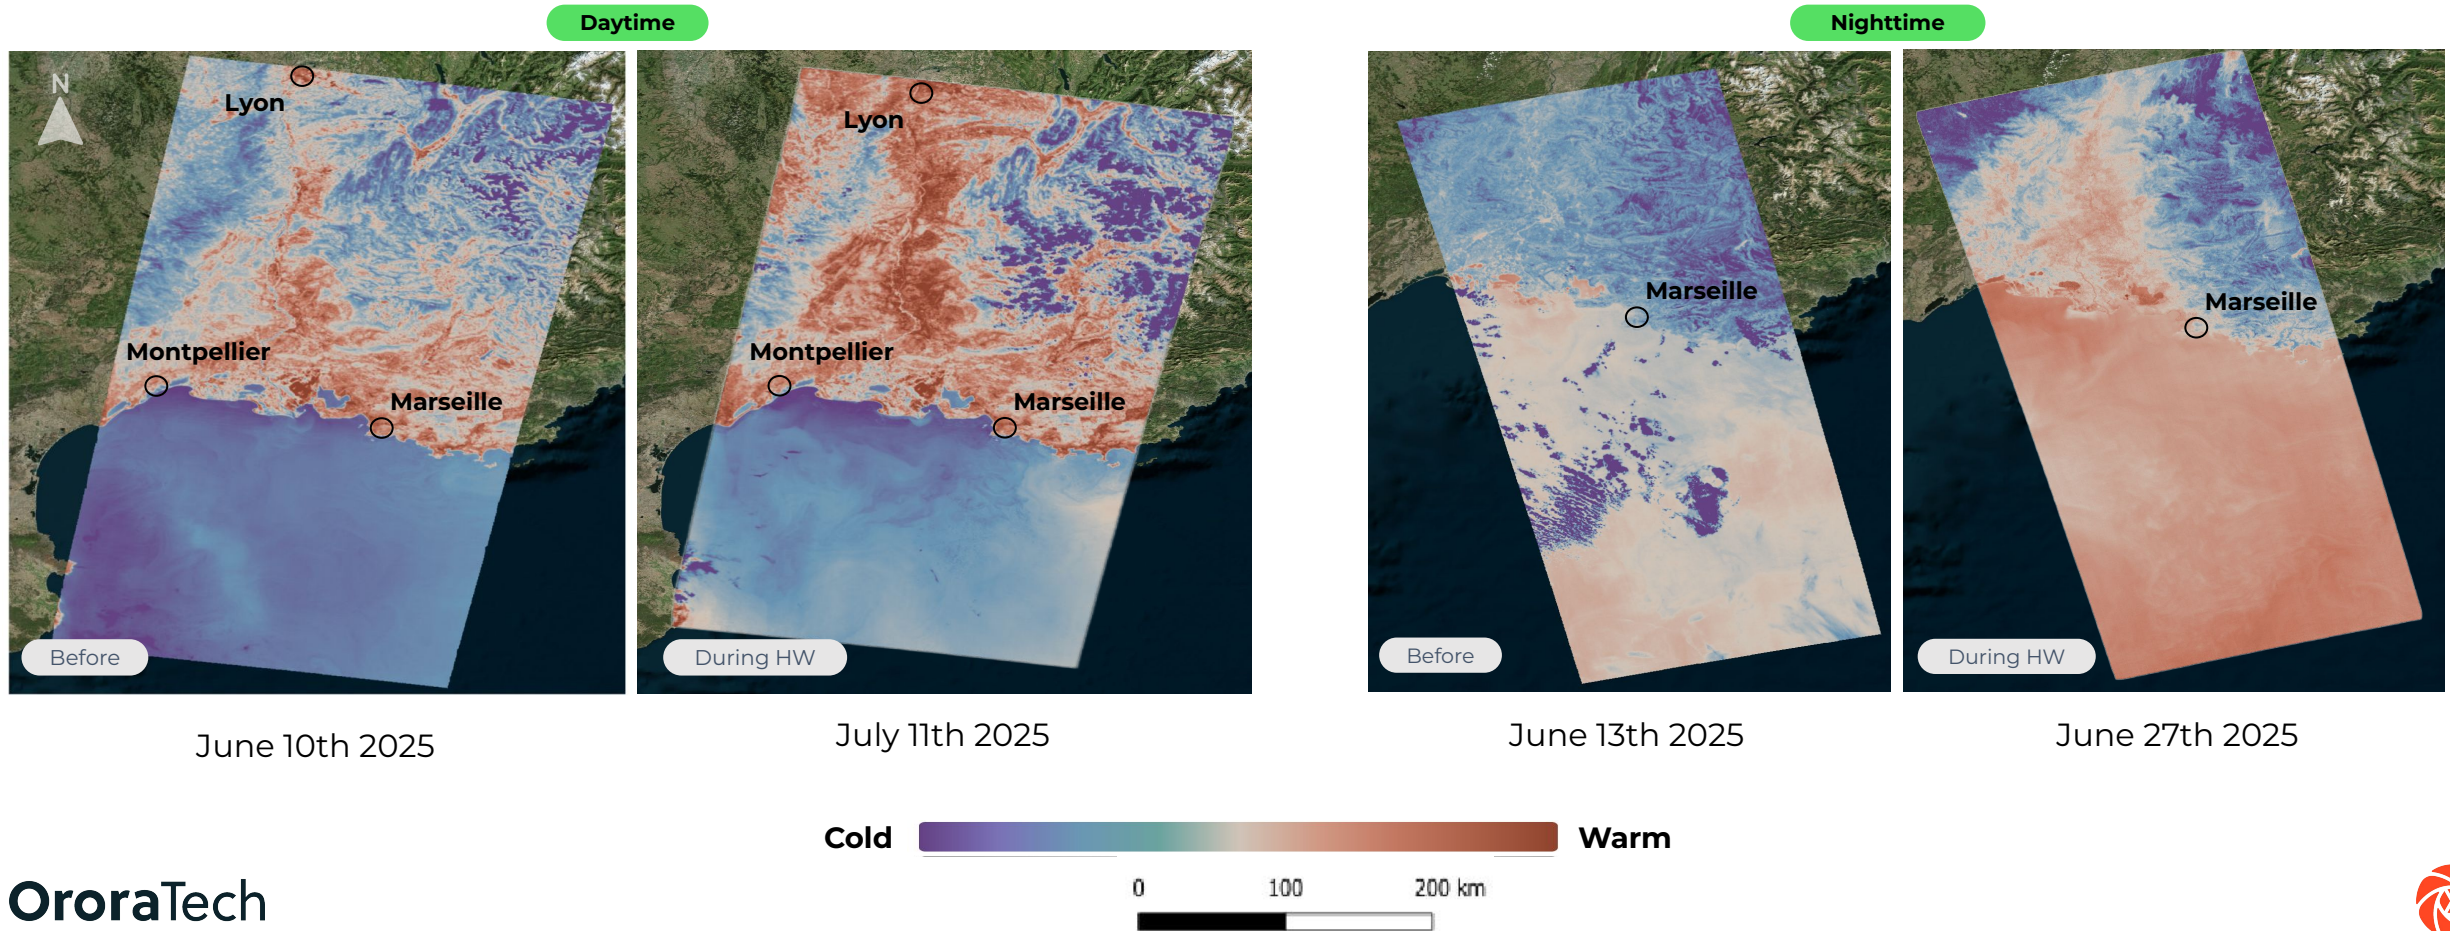 Daytime
Nighttime
N
Lyon
Montpellier
Marseille
Before
Lyon
Montpellier
Marseille
During HW
Marseille
Before
Marseille
During HW
June 10th 2025
July 11th 2025
June 13th 2025
June 27th 2025
Cold
Warm
0 100 200 km
OroraTech